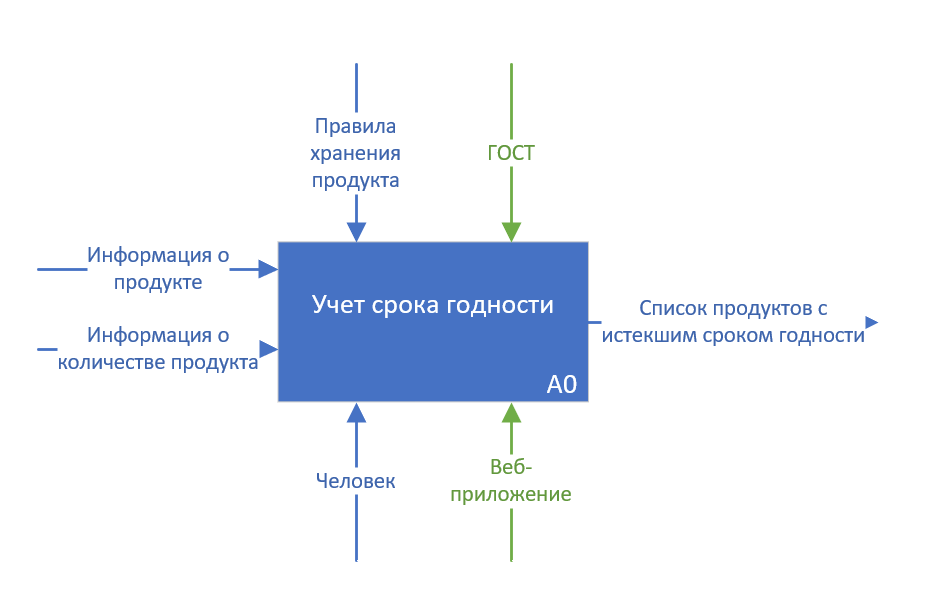 Правила
хранения
продукта
ГОСТ
Информация о
продукте
Информация о
количестве продукта
Учет срока годности
A0
Список продуктов с
истекшим сроком годности
Человек
Веб-
приложение